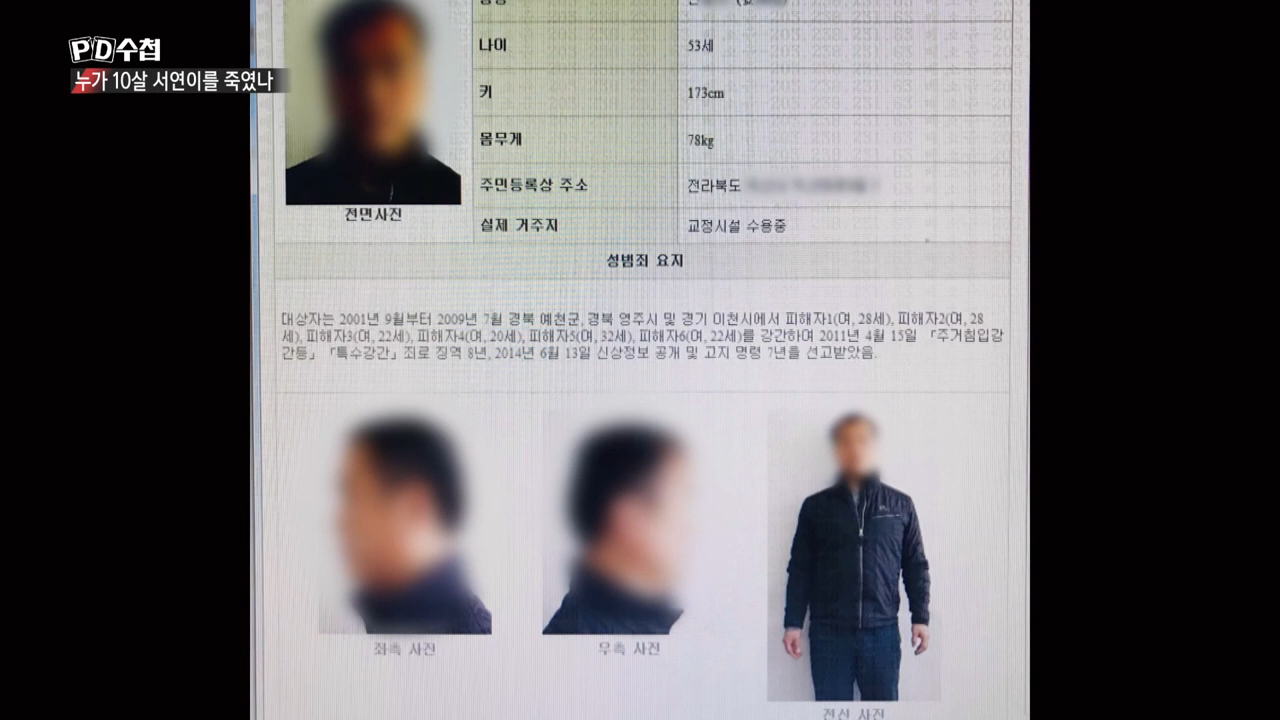 PD수첩
누가 10살 서연이를 죽였나
나이 53세
키 173cm
몸무게 78kg
주민등록상 주소 전라북도
전면사진
실제 거주지 교정시설 수용중
성범죄 요지
대상자는 2001년 9월부터 2009년 7월 경북 예천군, 경북 영주시 및 경기 이천시에서 피해자1(여, 28세), 피해자2(여, 28
세), 피해자3(여, 22세), 피해자4(여, 20세), 피해자5(여, 32세), 피해자6(여, 22세)를 강간하여 2011년 4월 15일 「주거침입강
간등」 「특수강간」죄로 징역 8년, 2014년 6월 13일 신상정보 공개 및 고지 명령 7년을 선고받았음.
좌측 사진
우측 사진
전신 사진